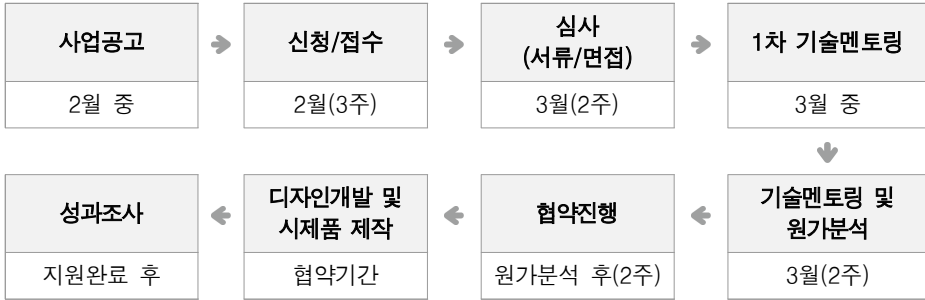 사업공고
2월 중
신청/접수
2월(3주)
심사
(서류/면접)
3월(2주)
1차 기술멘토링
3월 중
기술멘토링 및
원가분석
3월(2주)
협약진행
원가분석 후(2주)
디자인개발 및
시제품 제작
협약기간
성과조사
지원완료 후